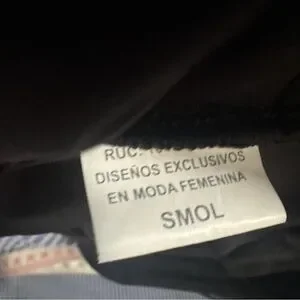 RUC:
DISEÑOS EXCLUSIVOS
EN MODA FEMENINA
SMOL